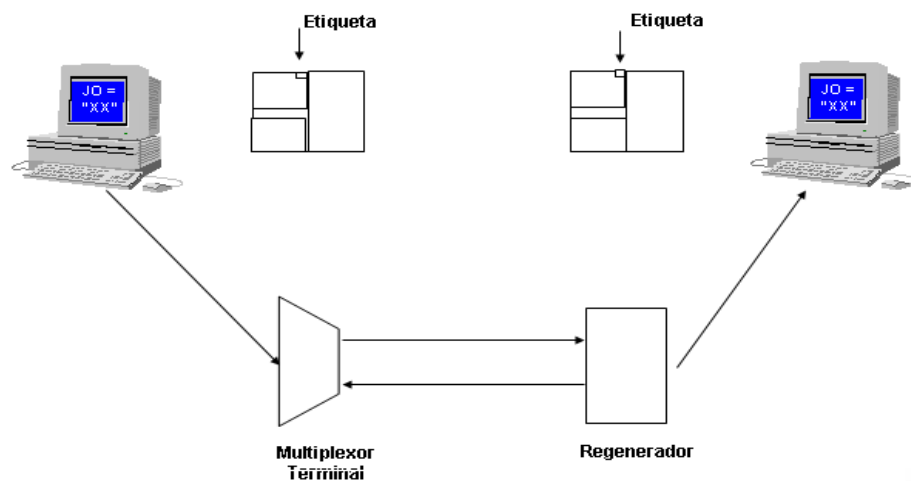 Etiqueta
Etiqueta
JO =
"XX"
JO =
"XX"
Multiplexor
Terminal
Regenerador